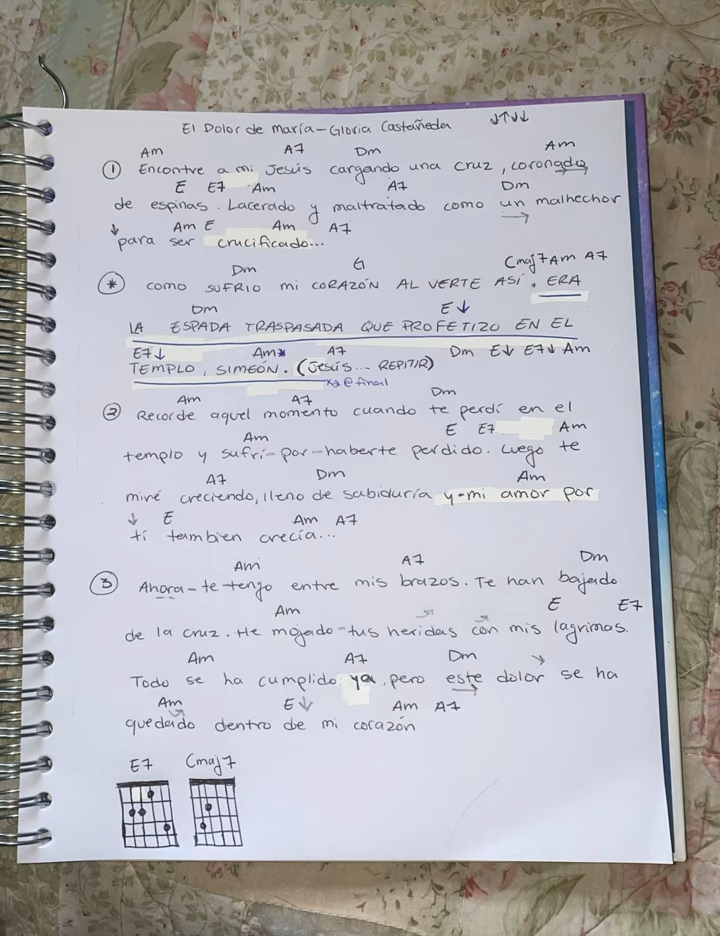 El Dolor de maría - Gloria Castañeda ↓↑↓↓
Am A7 Dm Am
① Encontre a mi Jesús cargando una cruz, coronado
E E7 Am A7 Dm
de espinas. Lacerado y maltratado como un malhechor
↓ Am E Am A7
para ser crucificado...
Dm G Cmaj7 Am A7
* como SUFRIO mi CORAZÓN AL VERTE ASÍ. ERA
Dm E↓
LA ESPADA TRASPASADA QUE PROFETIZO EN EL
E7↓ Am* A7 Dm E↓ E7↓ Am
TEMPLO, SIMEÓN. (Jesús... REPITIR)
x2 @ final
Am A7 Dm
② Recorde aquel momento cuando te perdí en el
Am E E7 Am
templo y sufrí-por-haberte perdido. Luego te
A7 Dm Am
miré creciendo, lleno de sabiduría y-mi amor por
↓ E Am A7
tí tambien crecía...
Am A7 Dm
③ Ahora-te-tengo entre mis brazos. Te han bajado
Am E E7
de la cruz. He mojado-tus heridas con mis lagrimas.
Am A7 Dm
Todo se ha cumplido ya, pero este dolor se ha
Am E↓ Am A7
quedado dentro de mi corazón
E7 Cmaj7